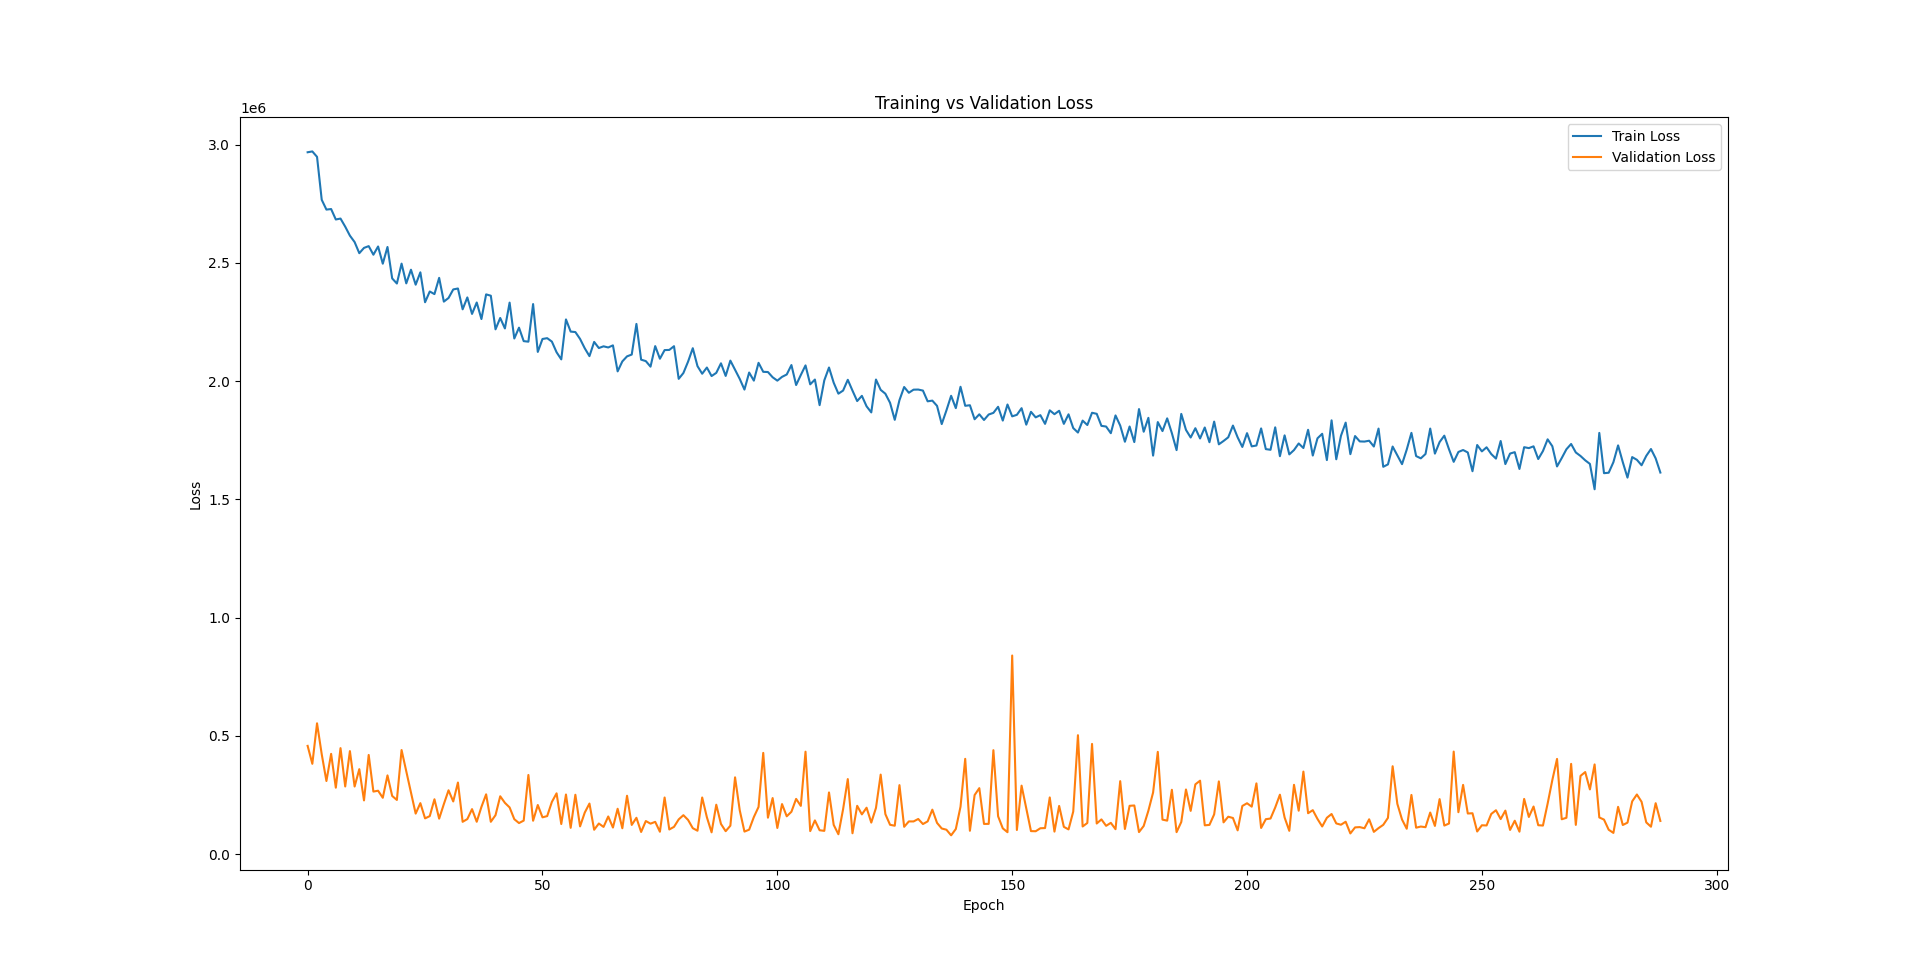 Training vs Validation Loss
1e6
Train Loss
Validation Loss
3.0
2.5
2.0
1.5
1.0
0.5
0.0
Loss
0 50 100 150 200 250 300
Epoch